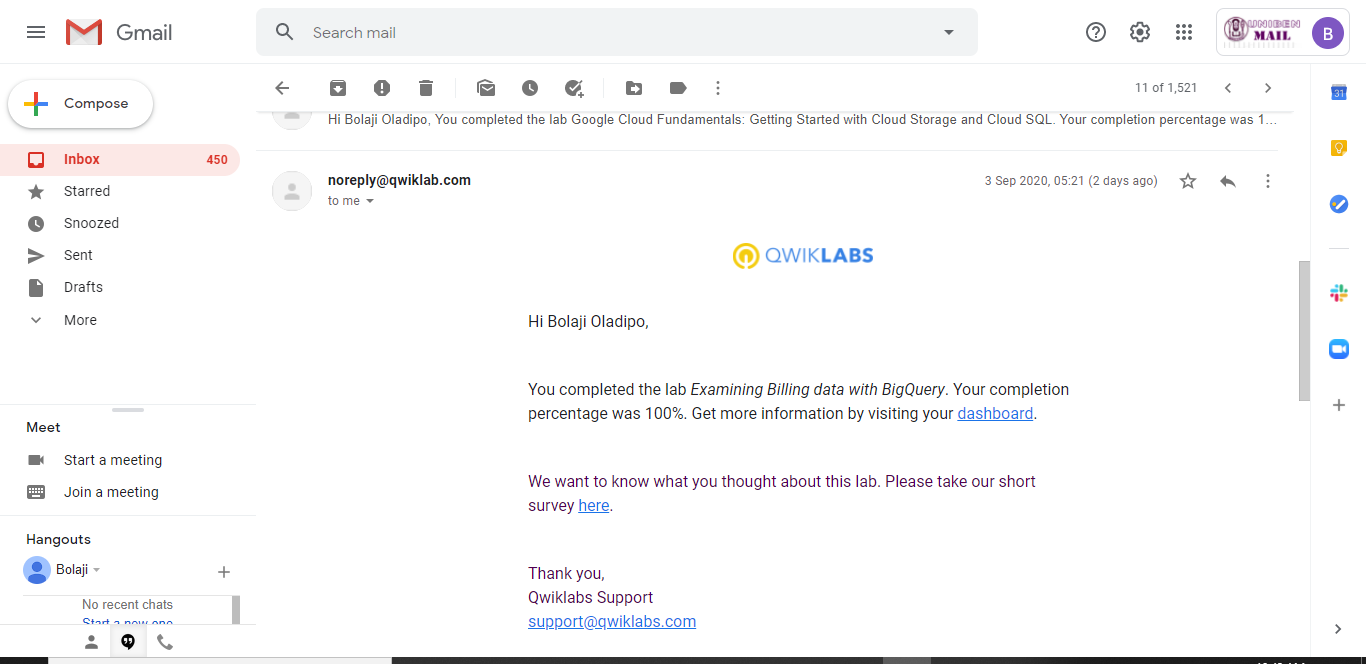 Gmail
Search mail
UNIBEN
MAIL
B
Compose
11 of 1,521
31
Inbox 450
Starred
Snoozed
Sent
Drafts
More
Meet
Start a meeting
Join a meeting
Hangouts
Bolaji
No recent chats
Start a new one
Hi Bolaji Oladipo, You completed the lab Google Cloud Fundamentals: Getting Started with Cloud Storage and Cloud SQL. Your completion percentage was 1...
noreply@qwiklab.com
3 Sep 2020, 05:21 (2 days ago)
to me
QWIKLABS
Hi Bolaji Oladipo,
You completed the lab Examining Billing data with BigQuery. Your completion
percentage was 100%. Get more information by visiting your dashboard.
We want to know what you thought about this lab. Please take our short
survey here.
Thank you,
Qwiklabs Support
support@qwiklabs.com